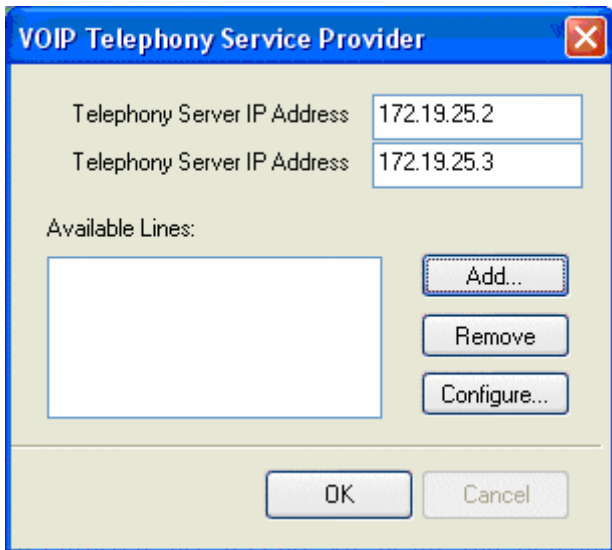 VOIP Telephony Service Provider
Telephony Server IP Address 172.19.25.2
Telephony Server IP Address 172.19.25.3
Available Lines:
Add...
Remove
Configure...
OK Cancel